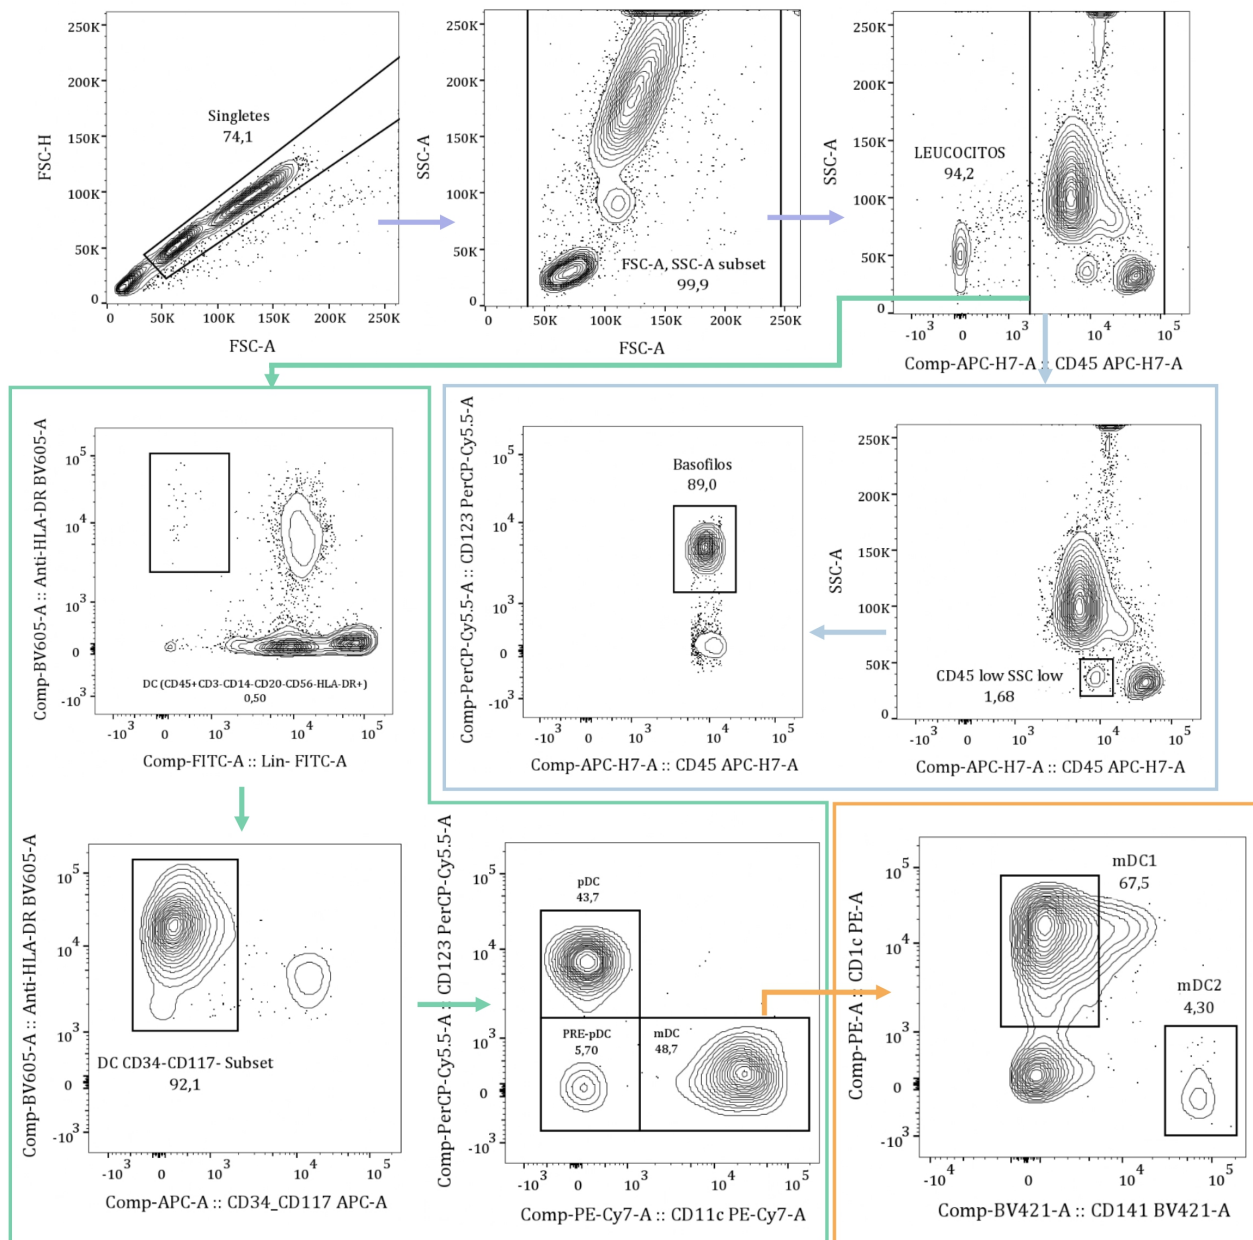 FSC-H
250K
200K
150K
100K
50K
0
Singletes
74,1
0 50K 100K 150K 200K 250K
FSC-A
SSC-A
250K
200K
150K
100K
50K
0
FSC-A, SSC-A subset
99,9
0 50K 100K 150K 200K 250K
FSC-A
SSC-A
250K
200K
150K
100K
50K
0
LEUCOCITOS
94,2
-10³ 0 10³ 10⁴ 10⁵
Comp-APC-H7-A :: CD45 APC-H7-A
Comp-BV605-A :: Anti-HLA-DR BV605-A
10⁵
10⁴
10³
0
-10³
DC (CD45+CD3-CD14-CD20-CD56-HLA-DR+)
0,50
-10³ 0 10³ 10⁴ 10⁵
Comp-FITC-A :: Lin- FITC-A
Comp-PerCP-Cy5.5-A :: CD123 PerCP-Cy5.5-A
10⁵
10⁴
10³
0
-10³
Basofilos
89,0
-10³ 0 10³ 10⁴ 10⁵
Comp-APC-H7-A :: CD45 APC-H7-A
SSC-A
250K
200K
150K
100K
50K
0
CD45 low SSC low
1,68
-10³ 0 10³ 10⁴ 10⁵
Comp-APC-H7-A :: CD45 APC-H7-A
Comp-BV605-A :: Anti-HLA-DR BV605-A
10⁵
10⁴
10³
0
-10³
DC CD34-CD117- Subset
92,1
-10³ 0 10³ 10⁴ 10⁵
Comp-APC-A :: CD34_CD117 APC-A
Comp-PerCP-Cy5.5-A :: CD123 PerCP-Cy5.5-A
10⁵
10⁴
10³
0
-10³
pDC
43,7
PRE-pDC
5,70
mDC
48,7
-10³ 0 10³ 10⁴ 10⁵
Comp-PE-Cy7-A :: CD11c PE-Cy7-A
Comp-PE-A :: CD1c PE-A
10⁵
10⁴
10³
0
-10³
mDC1
67,5
mDC2
4,30
-10⁴ 0 10⁴ 10⁵
Comp-BV421-A :: CD141 BV421-A